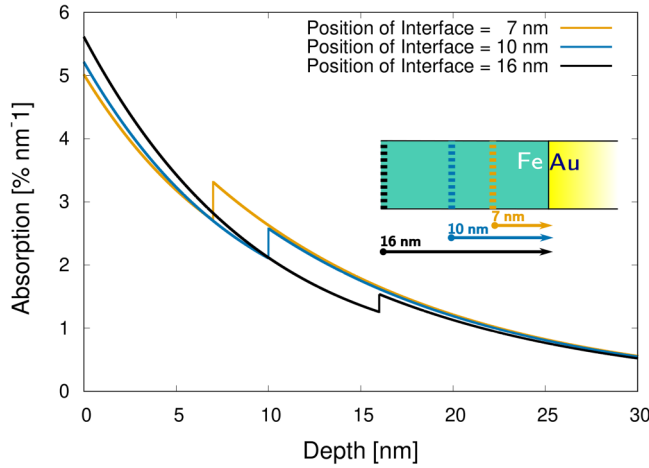 Position of Interface = 7 nm
Position of Interface = 10 nm
Position of Interface = 16 nm
6
5
4
3
2
1
0
Absorption [% nm^-1]
Fe Au
7 nm
10 nm
16 nm
0 5 10 15 20 25 30
Depth [nm]